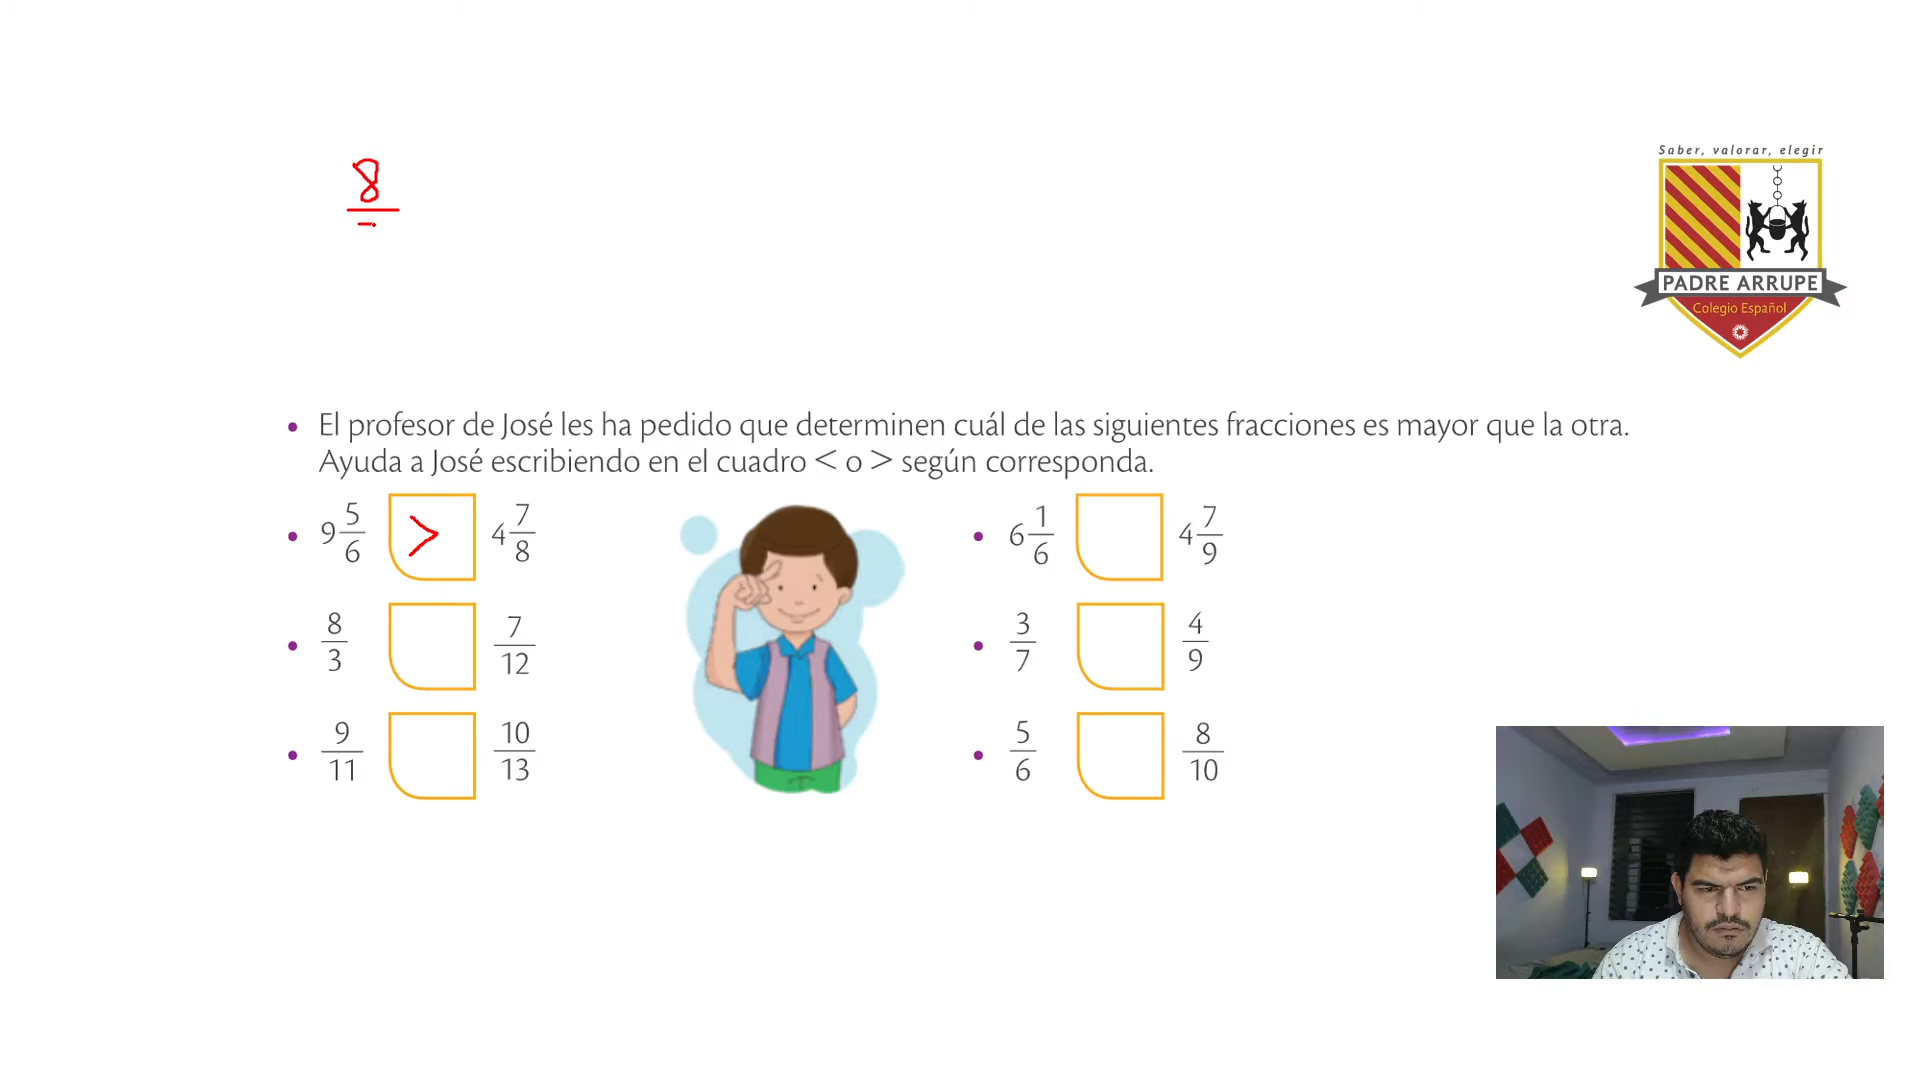 8
Saber, valorar, elegir
PADRE ARRUPE
Colegio Español
• El profesor de José les ha pedido que determinen cuál de las siguientes fracciones es mayor que la otra.
Ayuda a José escribiendo en el cuadro < o > según corresponda.
• 9 5/6 > 4 7/8
• 8/3 7/12
• 9/11 10/13
• 6 1/6 4 7/9
• 3/7 4/9
• 5/6 8/10